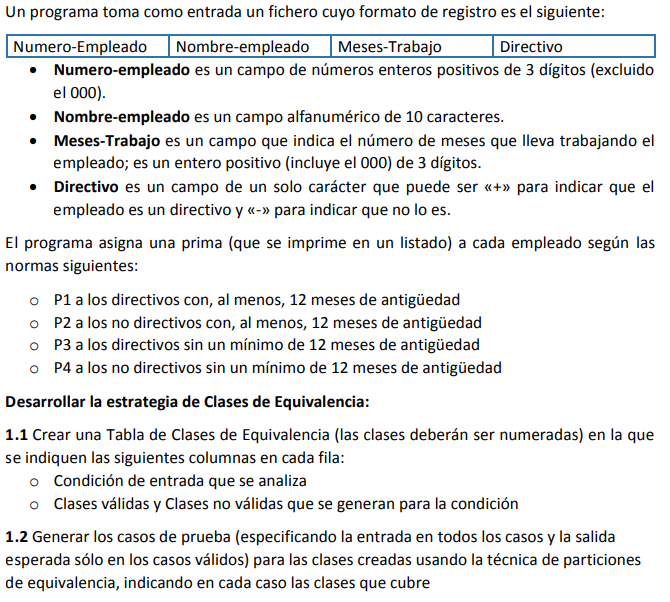 Un programa toma como entrada un fichero cuyo formato de registro es el siguiente:
Numero-Empleado Nombre-empleado Meses-Trabajo Directivo
• Numero-empleado es un campo de números enteros positivos de 3 dígitos (excluido
el 000).
• Nombre-empleado es un campo alfanumérico de 10 caracteres.
• Meses-Trabajo es un campo que indica el número de meses que lleva trabajando el
empleado; es un entero positivo (incluye el 000) de 3 dígitos.
• Directivo es un campo de un solo carácter que puede ser «+» para indicar que el
empleado es un directivo y «-» para indicar que no lo es.
El programa asigna una prima (que se imprime en un listado) a cada empleado según las
normas siguientes:
o P1 a los directivos con, al menos, 12 meses de antigüedad
o P2 a los no directivos con, al menos, 12 meses de antigüedad
o P3 a los directivos sin un mínimo de 12 meses de antigüedad
o P4 a los no directivos sin un mínimo de 12 meses de antigüedad
Desarrollar la estrategia de Clases de Equivalencia:
1.1 Crear una Tabla de Clases de Equivalencia (las clases deberán ser numeradas) en la que
se indiquen las siguientes columnas en cada fila:
o Condición de entrada que se analiza
o Clases válidas y Clases no válidas que se generan para la condición
1.2 Generar los casos de prueba (especificando la entrada en todos los casos y la salida
esperada sólo en los casos válidos) para las clases creadas usando la técnica de particiones
de equivalencia, indicando en cada caso las clases que cubre